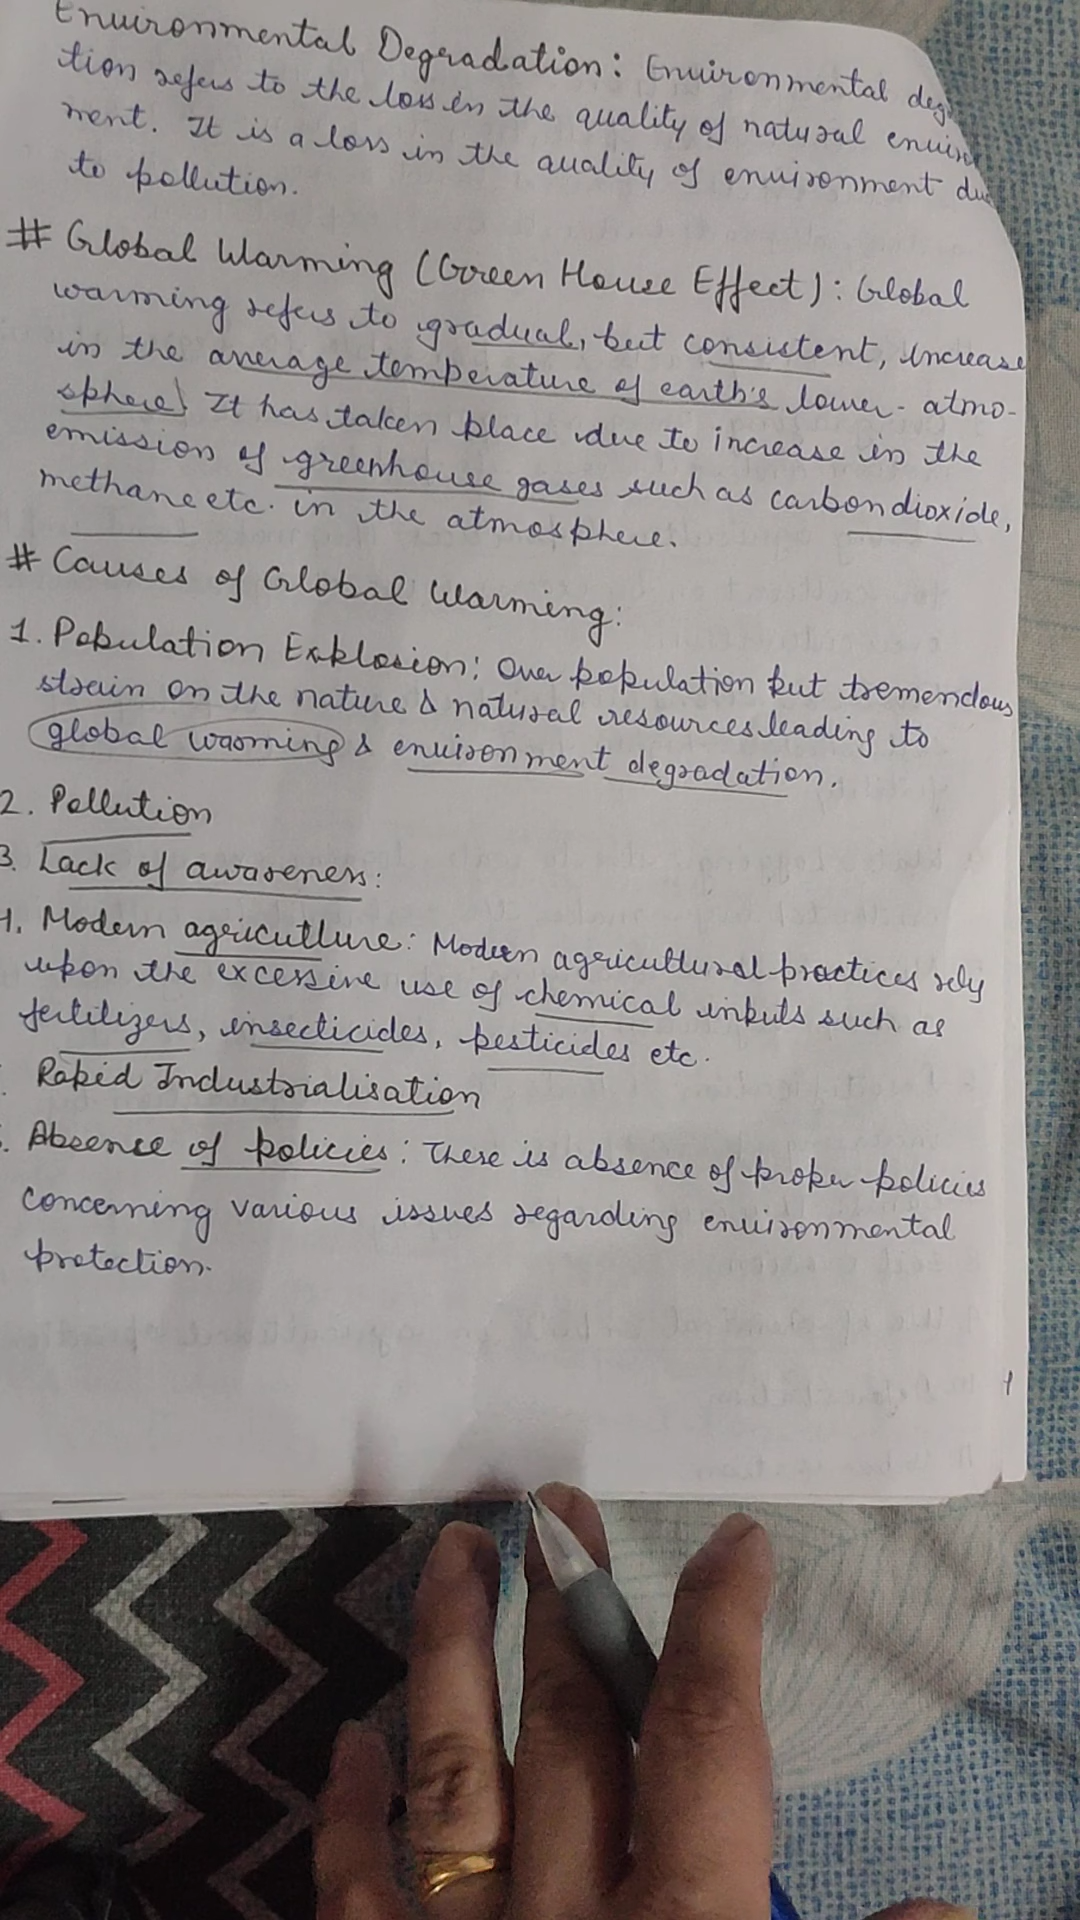 Environmental Degradation: Environmental deg
tion refers to the loss in the quality of natural envir
ment. It is a loss in the quality of environment due
to pollution.
# Global Warming (Green House Effect): Global
warming refers to gradual, but consistent, increase
in the average temperature of earth's lower- atmo-
sphere) It has taken place due to increase in the
emission of greenhouse gases such as carbondioxide,
methane etc. in the atmosphere.
# Causes of Global Warming:
1. Population Explosion: Over population but tremendous
strain on the nature & natural resources leading to
global warming & environment degradation.
2. Pollution
3. Lack of awareness:
4. Modern agricutlure: Modern agricultural practices rely
upon the excessive use of chemical inputs such as
fertilizers, insecticides, pesticides etc.
Rapid Industrialisation
Absence of policies: There is absence of proper policies
concerning various issues regarding environmental
protection.